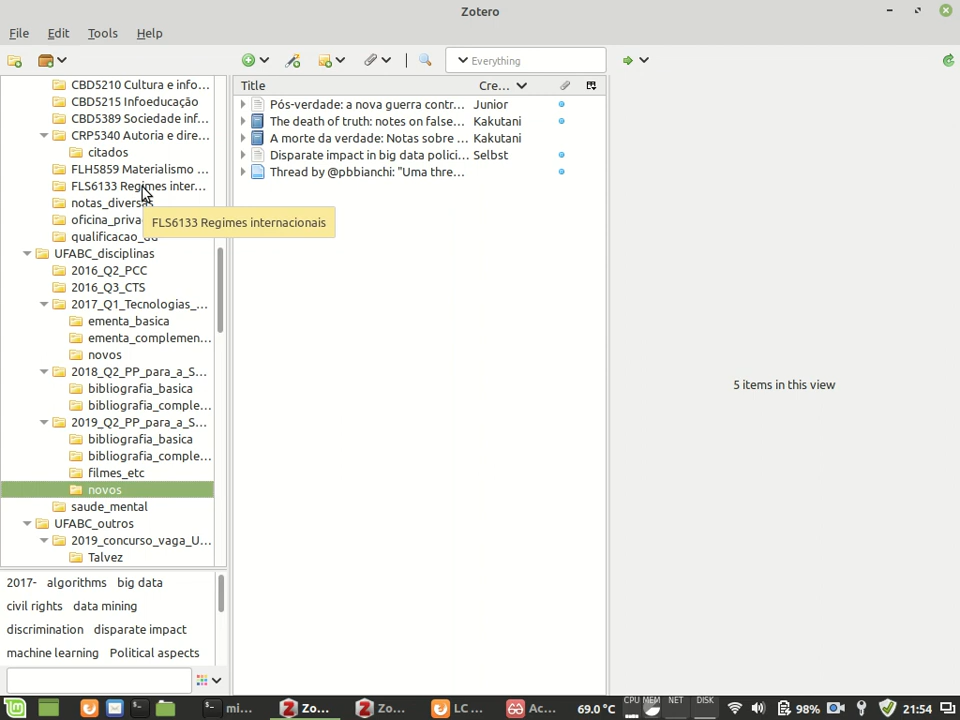 Zotero
File Edit Tools Help
Everything
CBD5210 Cultura e info...
CBD5215 Infoeducação
CBD5389 Sociedade inf...
CRP5340 Autoria e dire...
citados
FLH5859 Materialismo ...
FLS6133 Regimes inter...
notas_diversas
oficina_priva
qualificacao_dd
FLS6133 Regimes internacionais
UFABC_disciplinas
2016_Q2_PCC
2016_Q3_CTS
2017_Q1_Tecnologias_...
ementa_basica
ementa_complemen...
novos
2018_Q2_PP_para_a_S...
bibliografia_basica
bibliografia_comple...
2019_Q2_PP_para_a_S...
bibliografia_basica
bibliografia_comple...
filmes_etc
novos
saude_mental
UFABC_outros
2019_concurso_vaga_U...
Talvez
2017- algorithms big data
civil rights data mining
discrimination disparate impact
machine learning Political aspects
Title Cre...
Pós-verdade: a nova guerra contr... Junior
The death of truth: notes on false... Kakutani
A morte da verdade: Notas sobre ... Kakutani
Disparate impact in big data polici... Selbst
Thread by @pbbianchi: "Uma thre...
5 items in this view
mi... Zo... Zo... LC ... Ac... 69.0°C CPU MEM NET DISK 98% 21:54